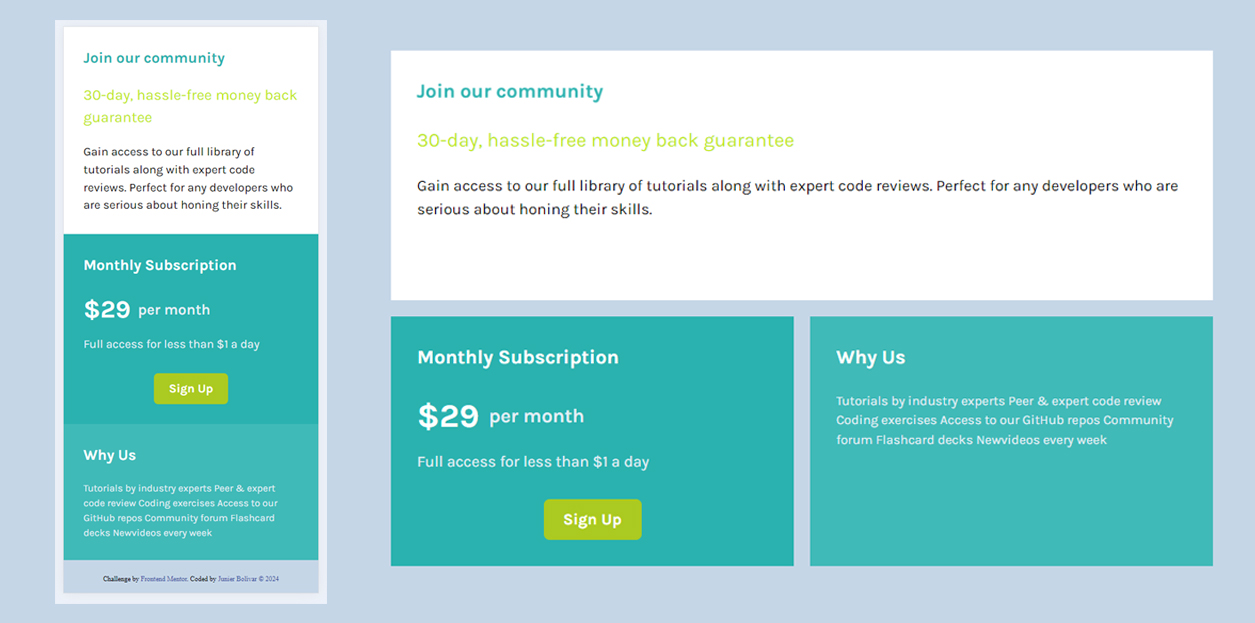 Join our community
30-day, hassle-free money back
guarantee
Gain access to our full library of
tutorials along with expert code
reviews. Perfect for any developers who
are serious about honing their skills.
Monthly Subscription
$29 per month
Full access for less than $1 a day
Sign Up
Why Us
Tutorials by industry experts Peer & expert
code review Coding exercises Access to our
GitHub repos Community forum Flashcard
decks Newvideos every week
Challenge by Frontend Mentor. Coded by Junier Bolivar © 2024
Join our community
30-day, hassle-free money back guarantee
Gain access to our full library of tutorials along with expert code reviews. Perfect for any developers who are
serious about honing their skills.
Monthly Subscription
$29 per month
Full access for less than $1 a day
Sign Up
Why Us
Tutorials by industry experts Peer & expert code review
Coding exercises Access to our GitHub repos Community
forum Flashcard decks Newvideos every week